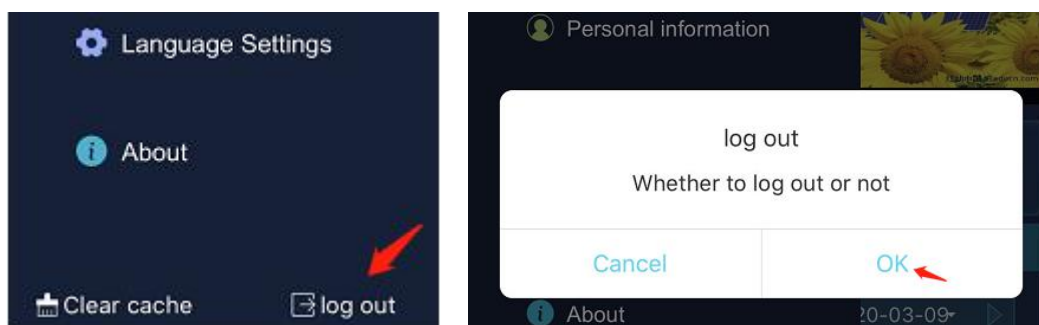 Language Settings
About
Clear cache
log out
Personal information
log out
Whether to log out or not
Cancel
OK
About
20-03-09